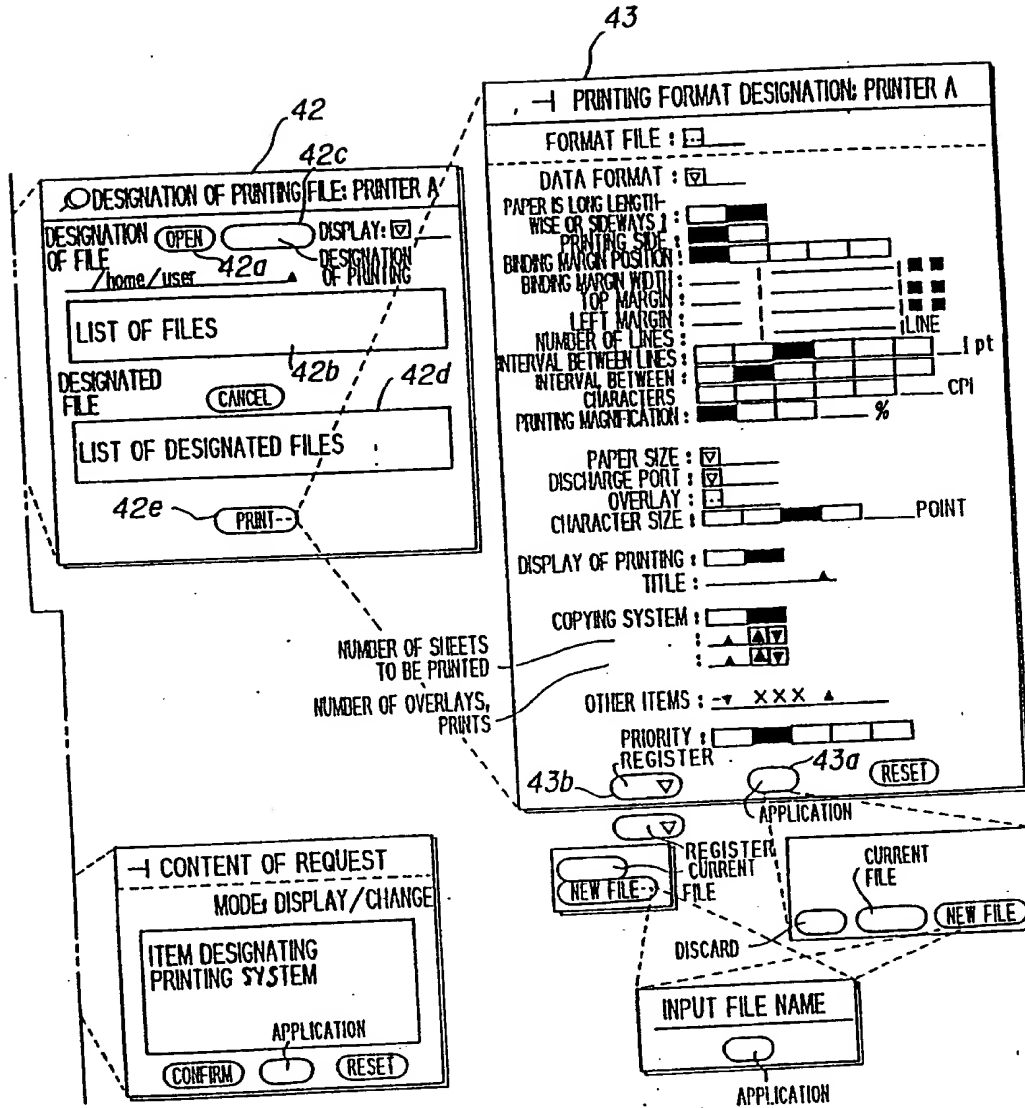 43
42
42c
PRINTING FORMAT DESIGNATION: PRINTER A
FORMAT FILE :
DATA FORMAT :
PAPER IS LONG LENGTH-
WISE OR SIDEWAYS 1 :
PRINTING SIDE :
BINDING MARGIN POSITION :
BINDING MARGIN WIDTH :
TOP MARGIN :
LEFT MARGIN :
NUMBER OF LINES : LINE
INTERVAL BETWEEN LINES : 1 pt
INTERVAL BETWEEN :
CHARACTERS CPI
PRINTING MAGNIFICATION : %
PAPER SIZE :
DISCHARGE PORT :
OVERLAY :
CHARACTER SIZE : POINT
DISPLAY OF PRINTING :
TITLE :
COPYING SYSTEM :
NUMBER OF SHEETS
TO BE PRINTED :
NUMBER OF OVERLAYS,
PRINTS :
OTHER ITEMS : XXX
PRIORITY :
REGISTER
43b
43a
RESET
APPLICATION
DESIGNATION OF PRINTING FILE: PRINTER A
DESIGNATION
OF FILE
OPEN
DISPLAY:
42a
DESIGNATION
OF PRINTING
/home/user
LIST OF FILES
42b
42d
DESIGNATED
FILE
CANCEL
LIST OF DESIGNATED FILES
42e
PRINT--
REGISTER
CURRENT
FILE
NEW FILE--
CURRENT
FILE
NEW FILE
DISCARD
INPUT FILE NAME
APPLICATION
CONTENT OF REQUEST
MODE: DISPLAY/CHANGE
ITEM DESIGNATING
PRINTING SYSTEM
APPLICATION
CONFIRM
RESET